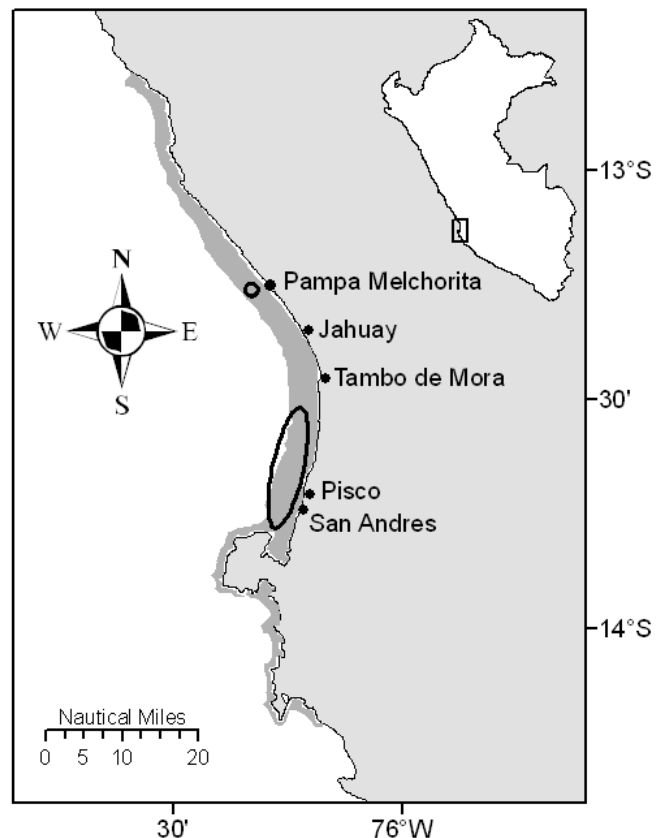 13°S
Pampa Melchorita
N
W E
S
Jahuay
Tambo de Mora
30'
Pisco
San Andres
14°S
Nautical Miles
0 5 10 20
30' 76°W